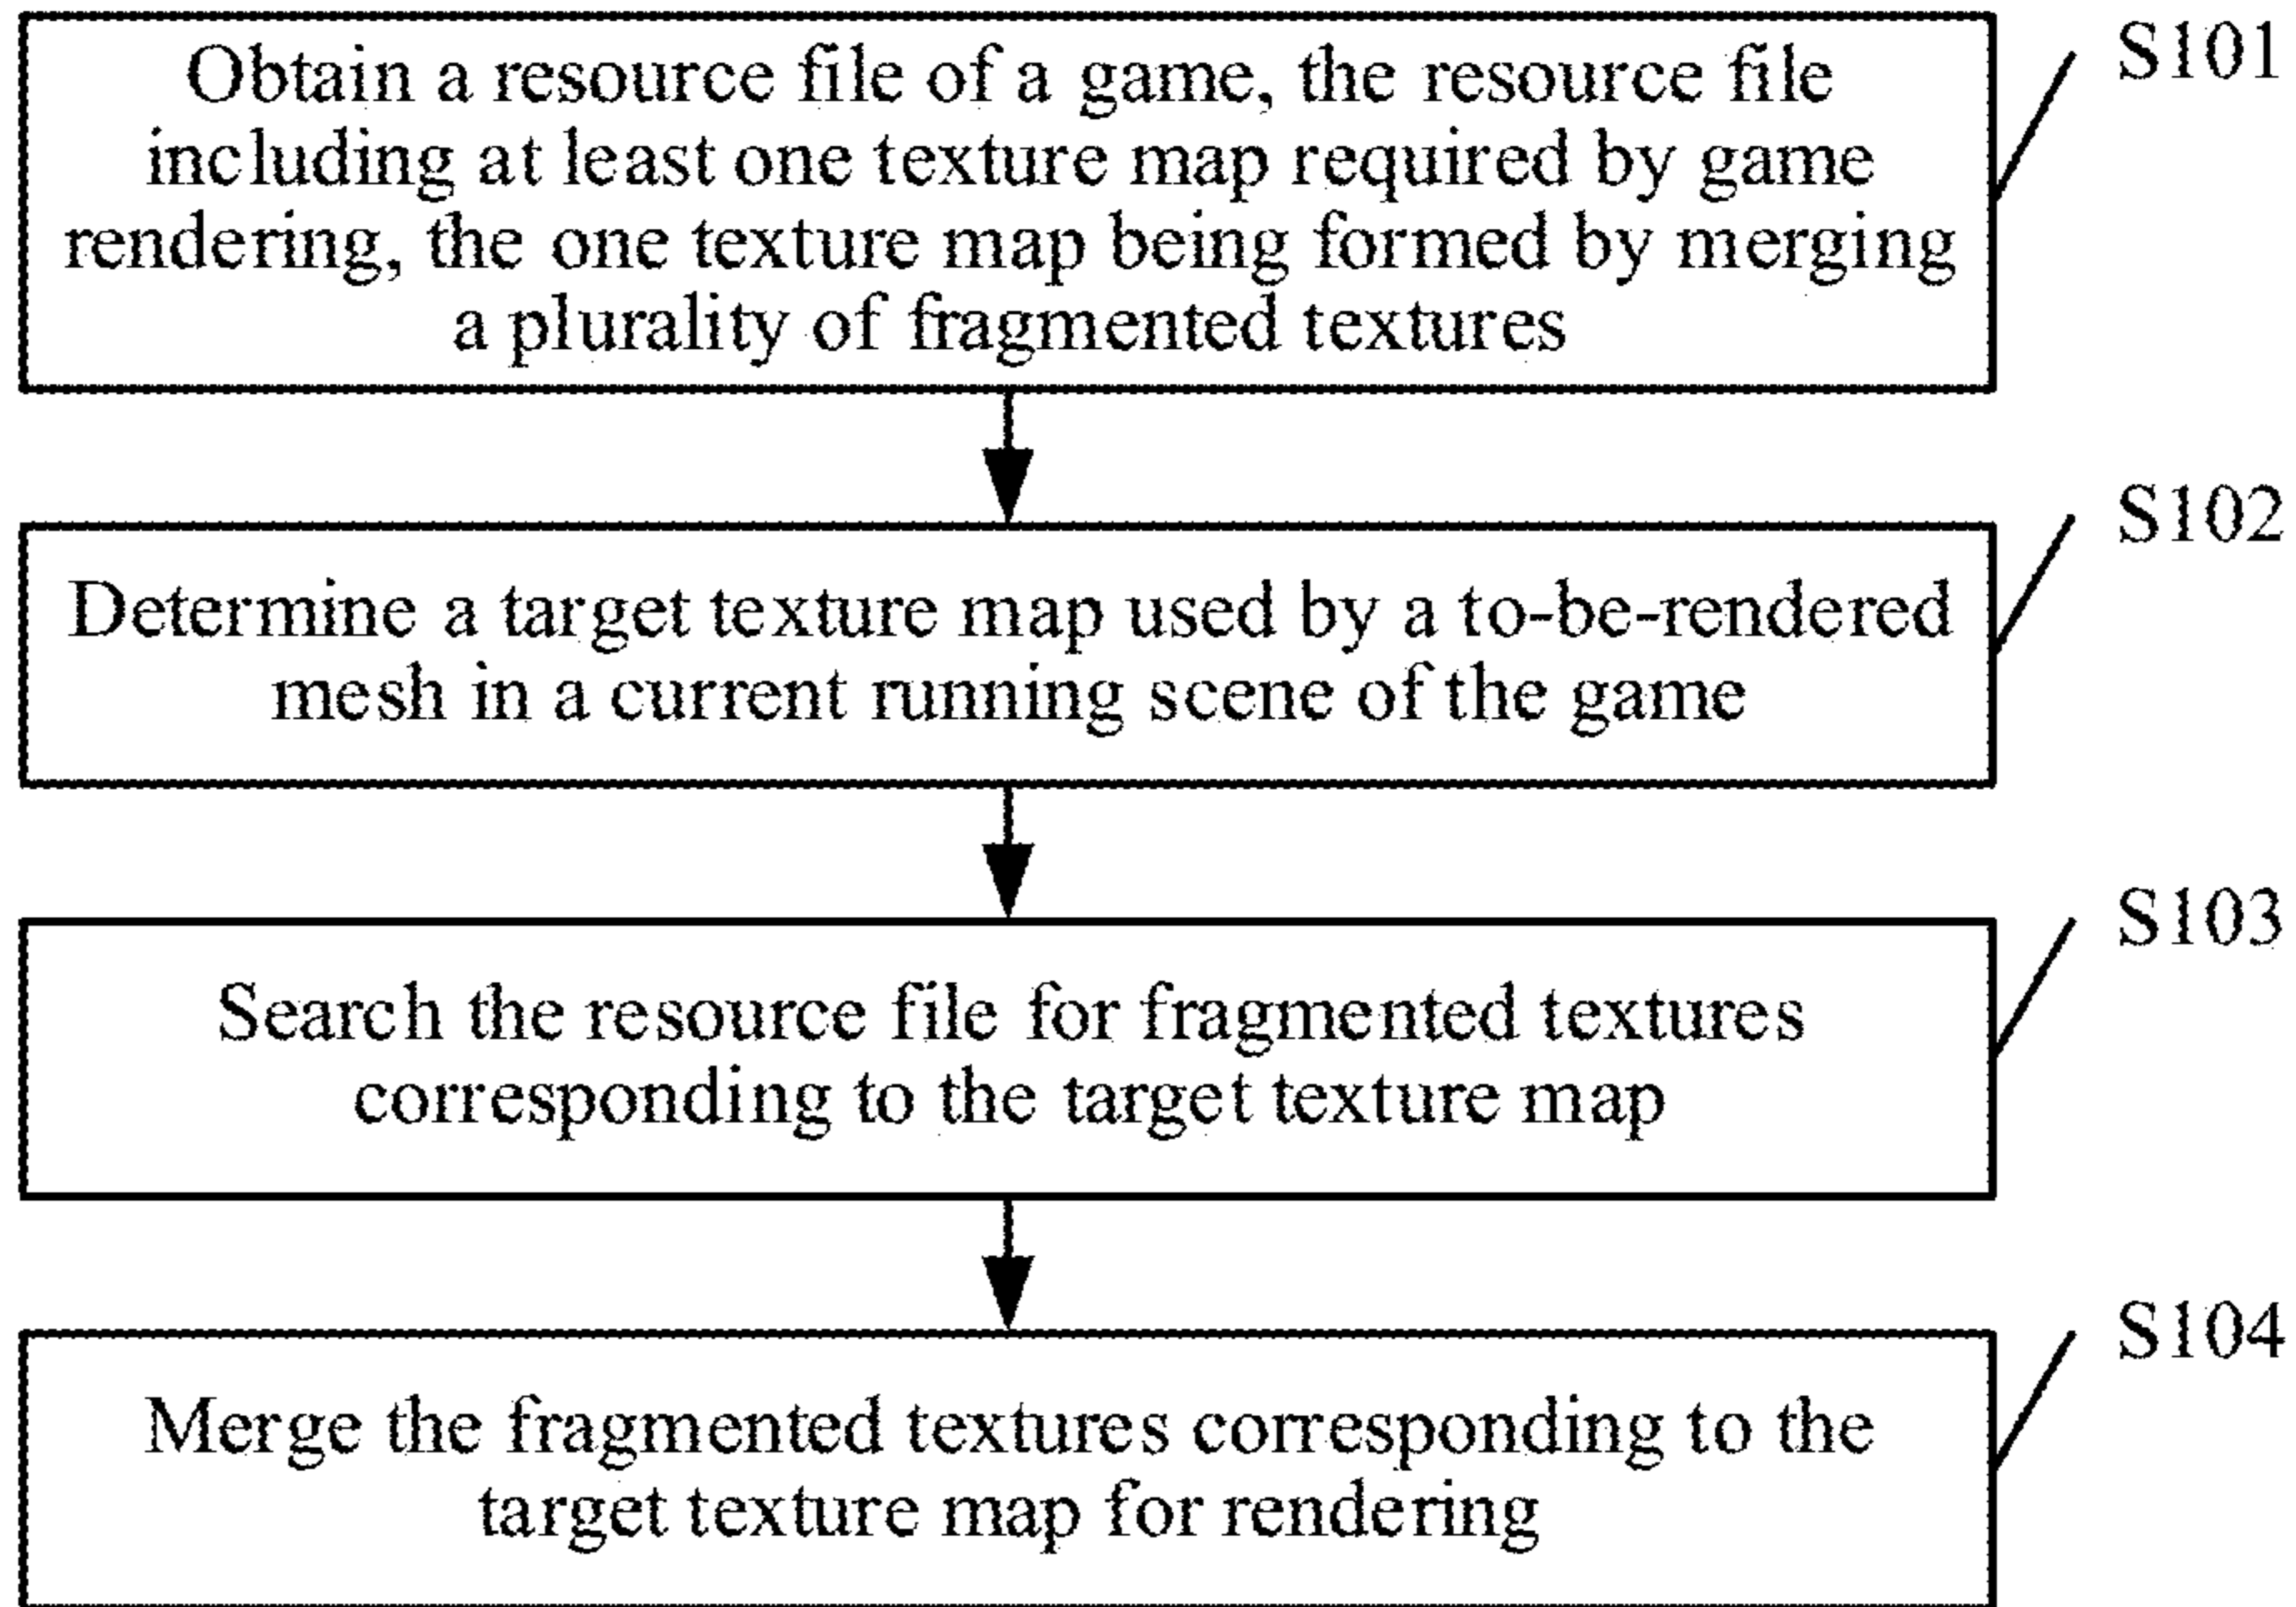 Obtain a resource file of a game, the resource file
including at least one texture map required by game
rendering, the one texture map being formed by merging
a plurality of fragmented textures
S101
Determine a target texture map used by a to-be-rendered
mesh in a current running scene of the game
S102
Search the resource file for fragmented textures
corresponding to the target texture map
S103
Merge the fragmented textures corresponding to the
target texture map for rendering
S104